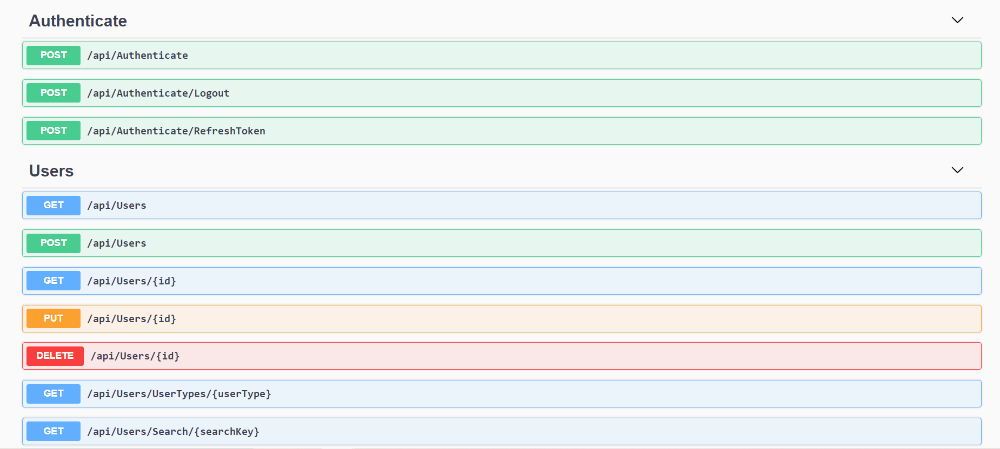 Authenticate
POST /api/Authenticate
POST /api/Authenticate/Logout
POST /api/Authenticate/RefreshToken
Users
GET /api/Users
POST /api/Users
GET /api/Users/{id}
PUT /api/Users/{id}
DELETE /api/Users/{id}
GET /api/Users/UserTypes/{userType}
GET /api/Users/Search/{searchKey}